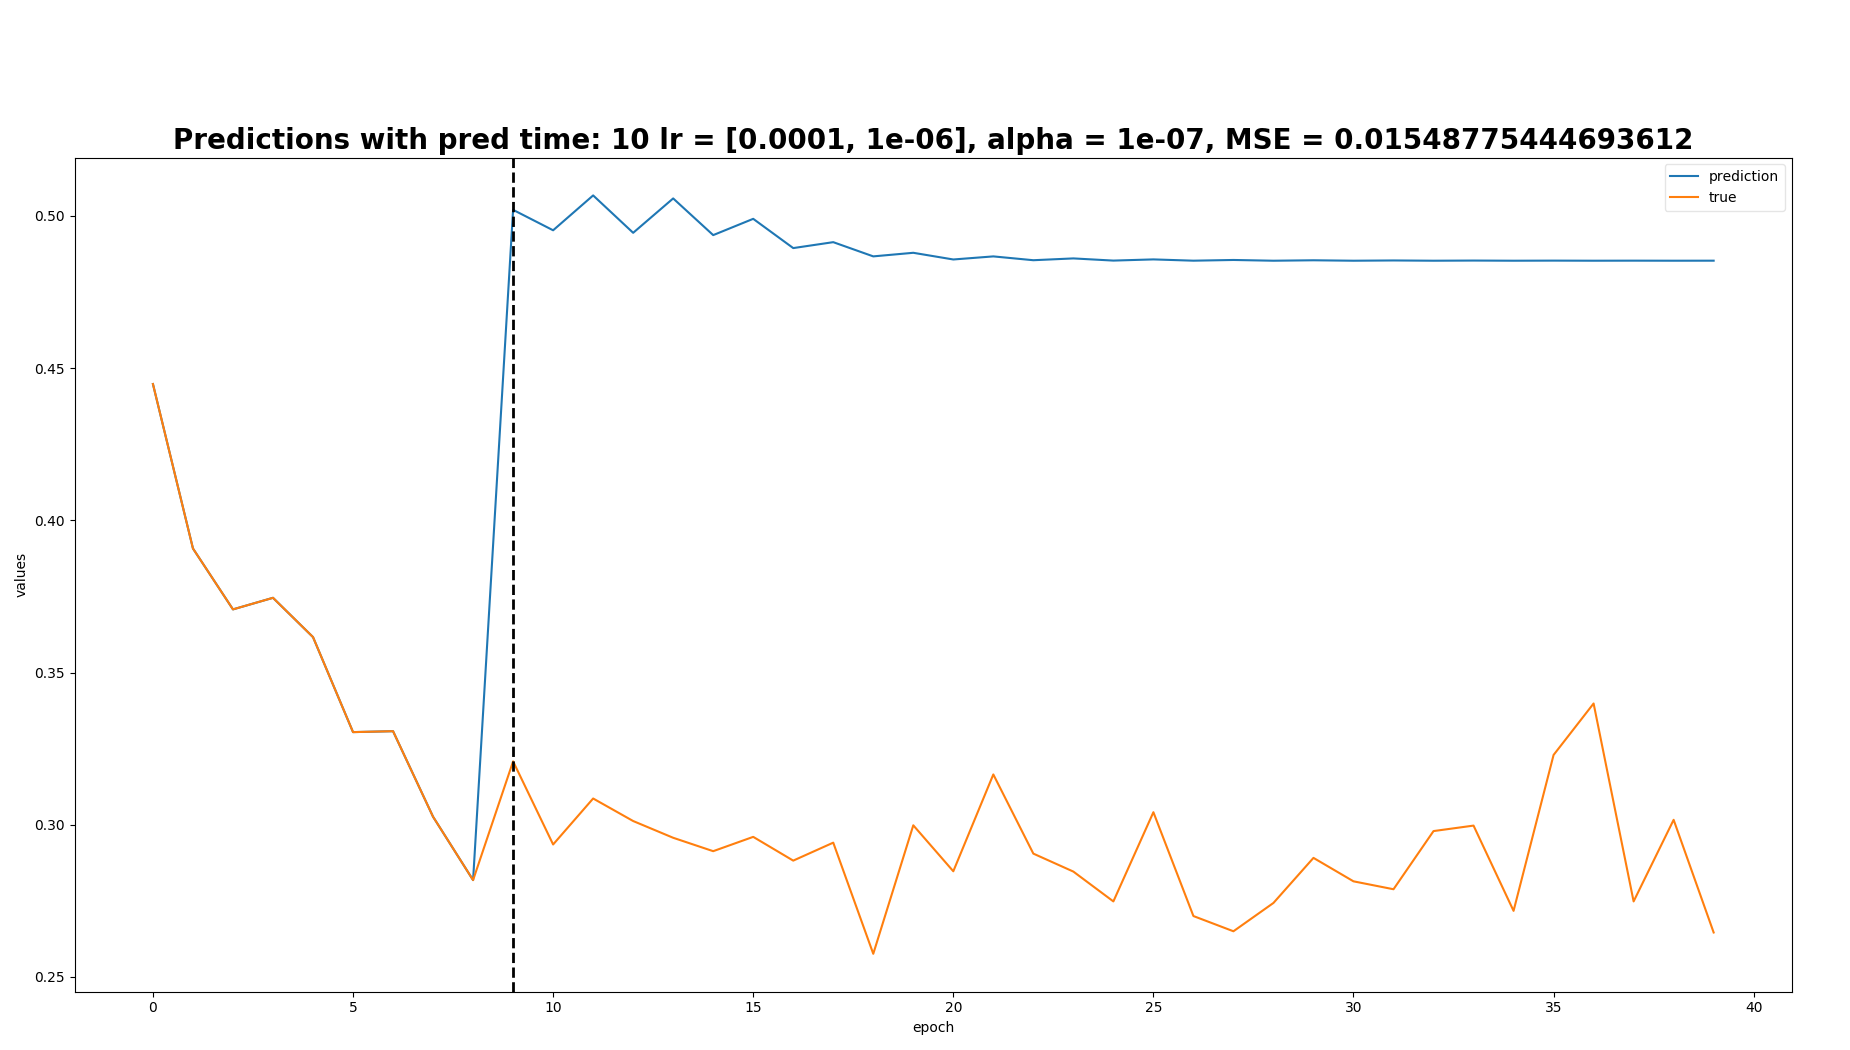 Predictions with pred time: 10 lr = [0.0001, 1e-06], alpha = 1e-07, MSE = 0.01548775444693612
prediction
true
0.50
0.45
0.40
0.35
0.30
0.25
values
0 5 10 15 20 25 30 35 40
epoch